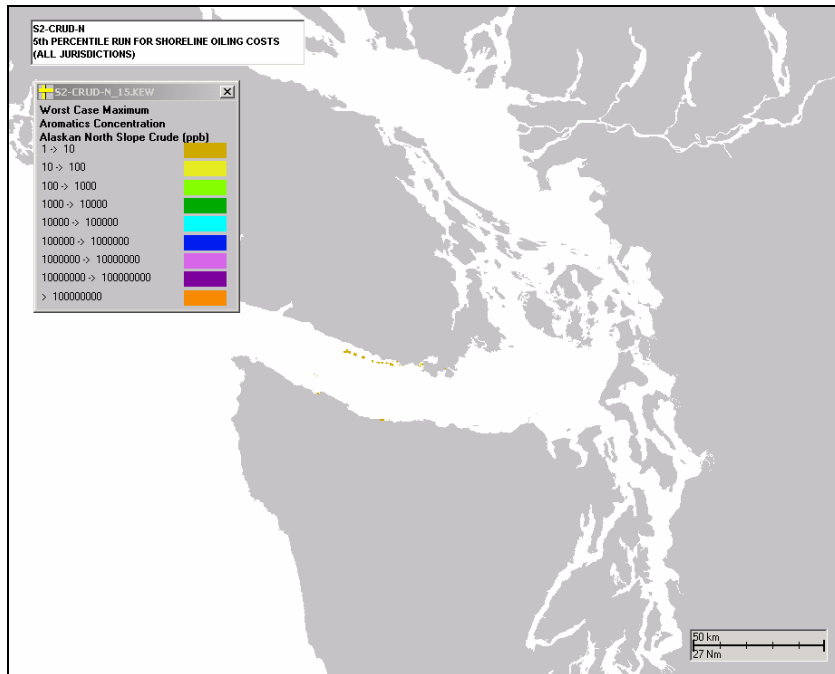 S2-CRUD-N
5th PERCENTILE RUN FOR SHORELINE OILING COSTS
(ALL JURISDICTIONS)
S2-CRUD-N_15.KEW
Worst Case Maximum
Aromatics Concentration
Alaskan North Slope Crude (ppb)
1 -> 10
10 -> 100
100 -> 1000
1000 -> 10000
10000 -> 100000
100000 -> 1000000
1000000 -> 10000000
10000000 -> 100000000
> 100000000
50 km
27 Nm